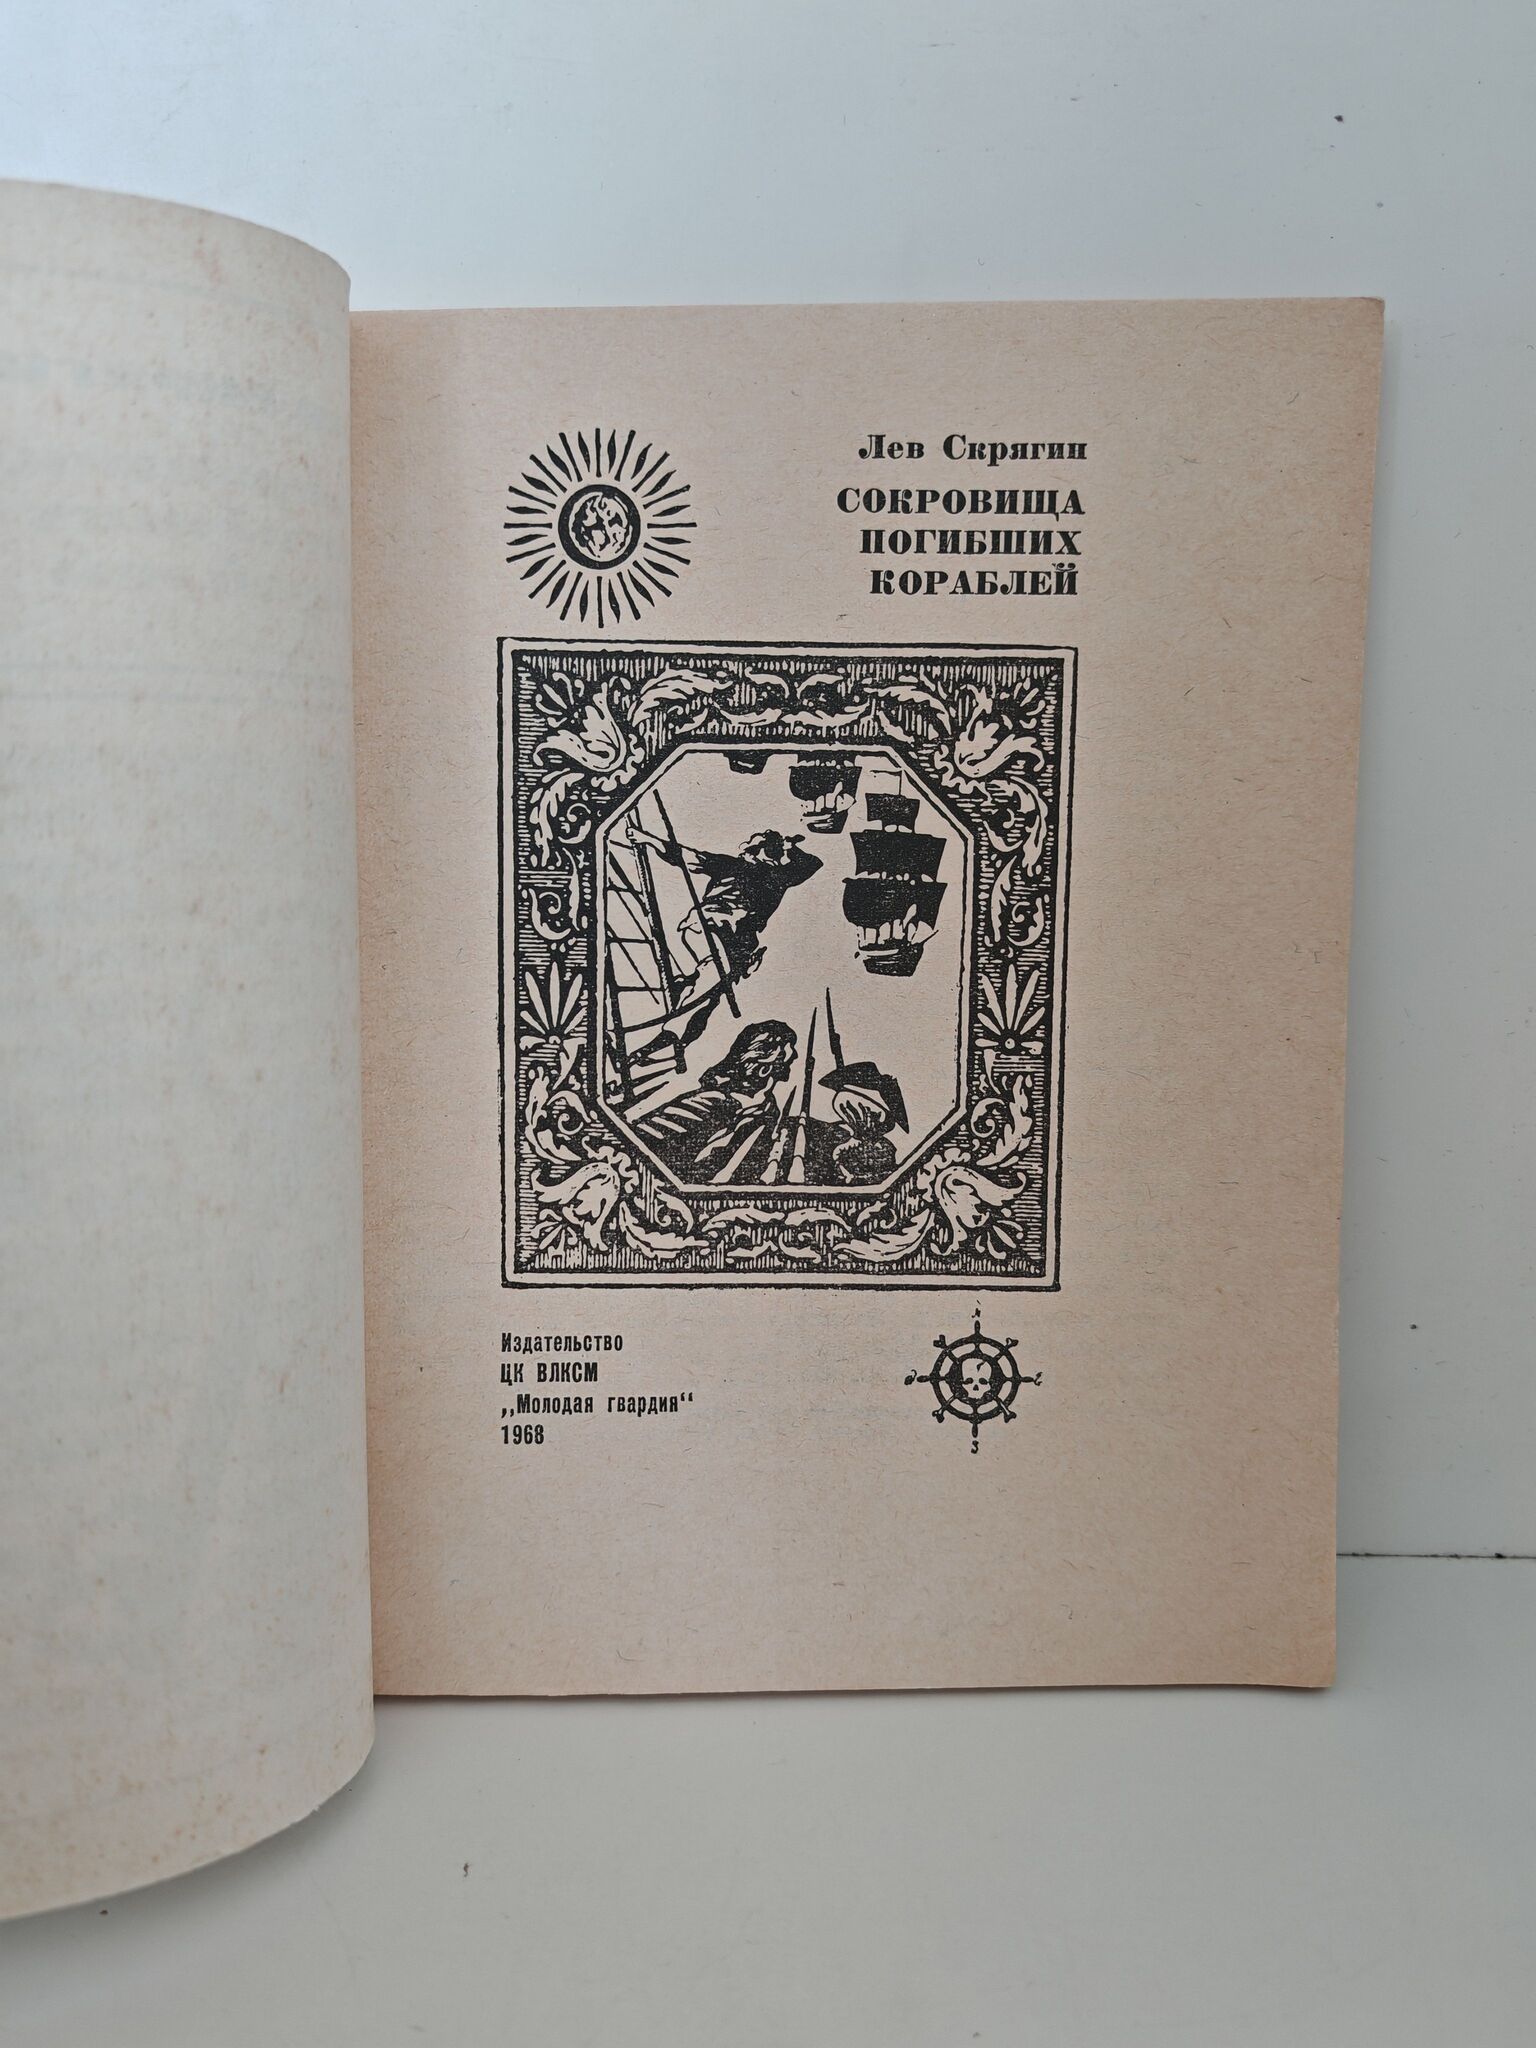 Лев Скрягин
СОКРОВИЩА
ПОГИБШИХ
КОРАБЛЕЙ
Издательство
ЦК ВЛКСМ
„Молодая гвардия“
1968